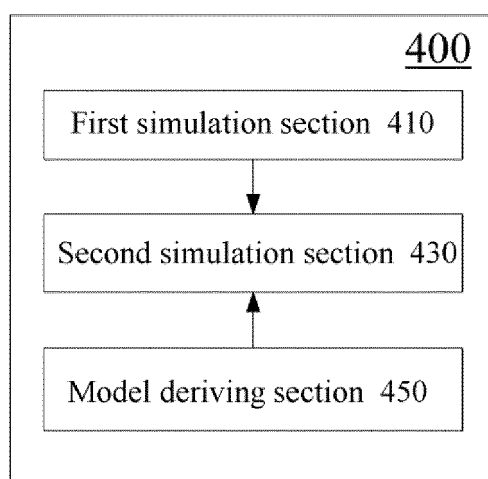 400
First simulation section 410
Second simulation section 430
Model deriving section 450